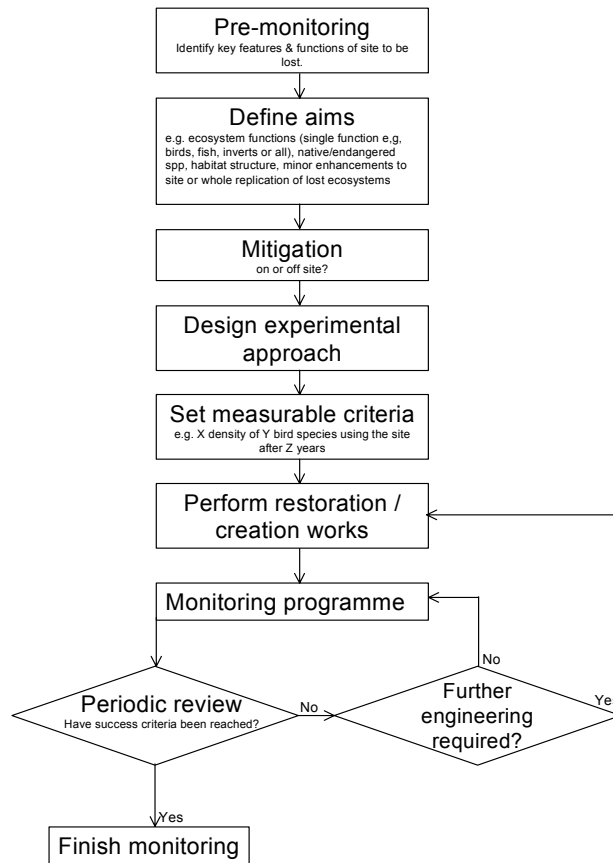 Pre-monitoring
Identify key features & functions of site to be
lost.
Define aims
e.g. ecosystem functions (single function e,g,
birds, fish, inverts or all), native/endangered
spp, habitat structure, minor enhancements to
site or whole replication of lost ecosystems
Mitigation
on or off site?
Design experimental
approach
Set measurable criteria
e.g. X density of Y bird species using the site
after Z years
Perform restoration /
creation works
Monitoring programme
Periodic review
Have success criteria been reached?
No
Further
engineering
required?
No
Yes
Yes
Finish monitoring